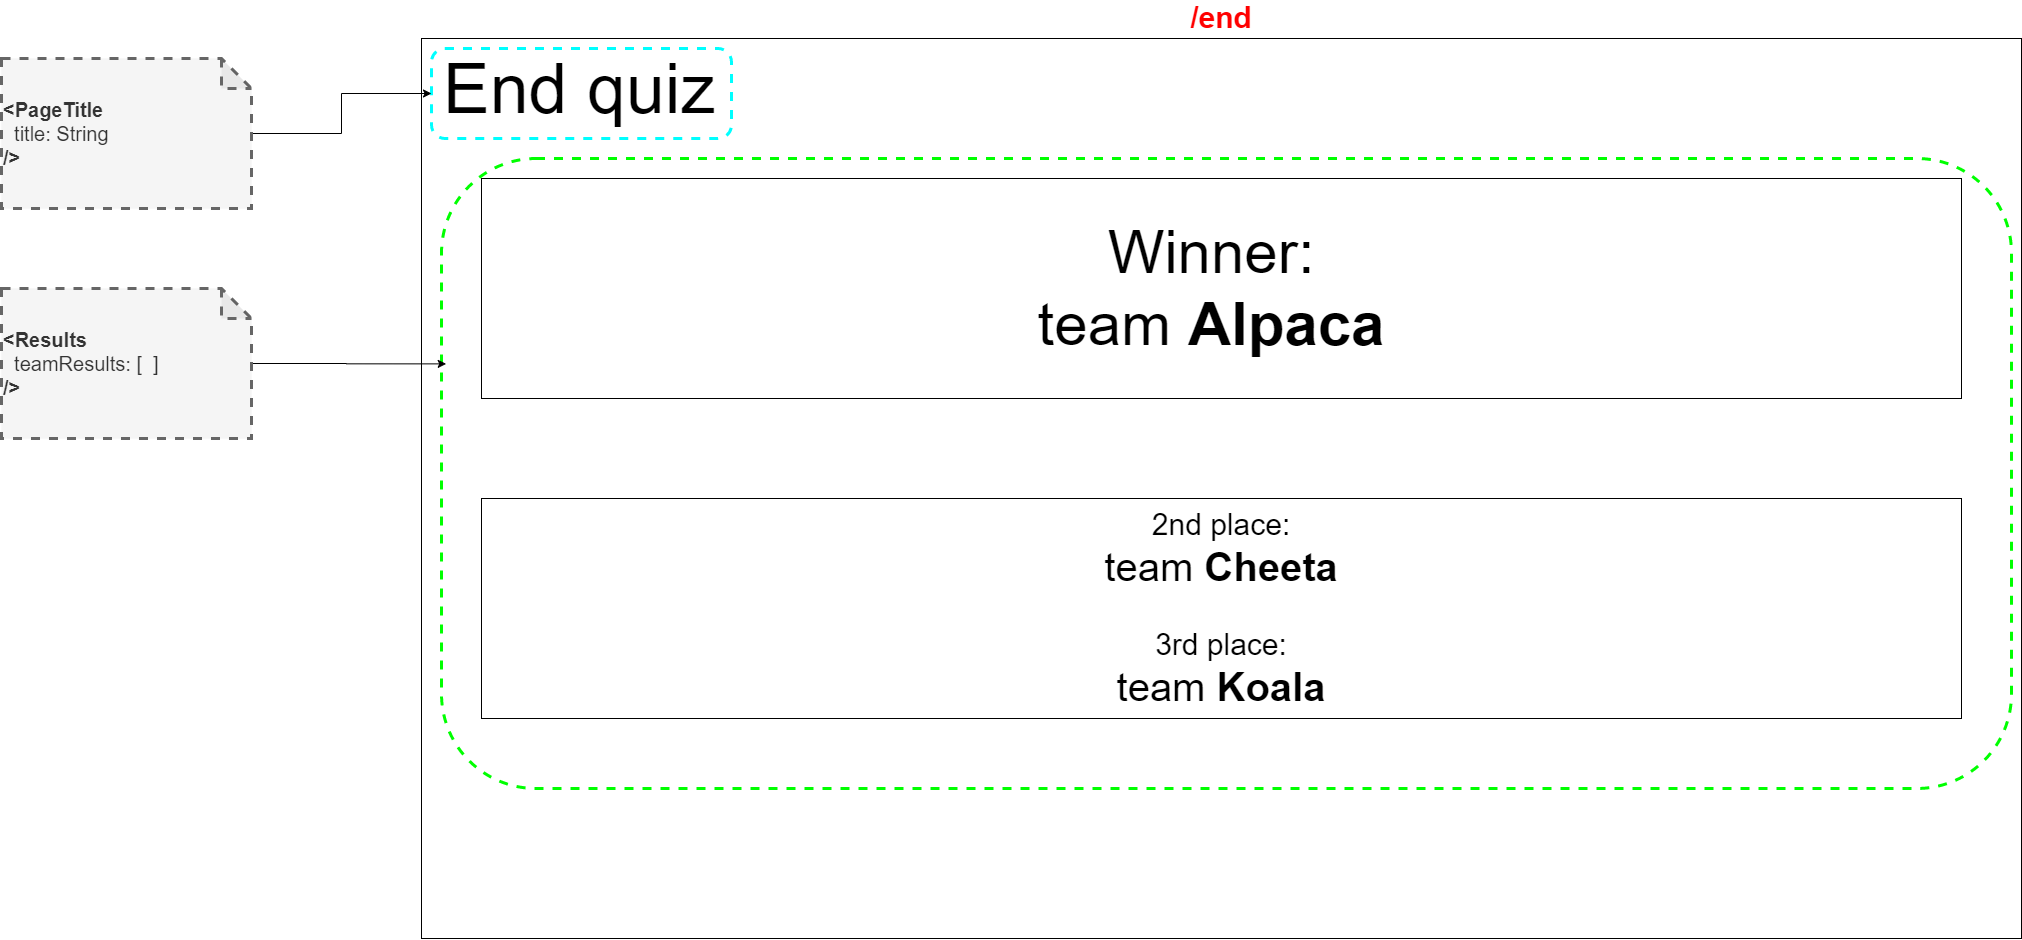 /end
<PageTitle
title: String
/>
End quiz
<Results
teamResults: [  ]
/>
Winner:
team Alpaca
2nd place:
team Cheeta
3rd place:
team Koala